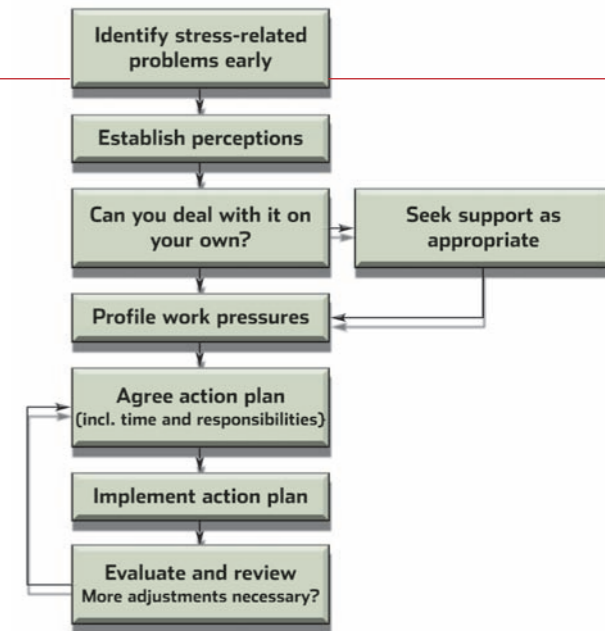 Identify stress-related
problems early
Establish perceptions
Can you deal with it on
your own?
Seek support as
appropriate
Profile work pressures
Agree action plan
(incl. time and responsibilities}
Implement action plan
Evaluate and review
More adjustments necessary?